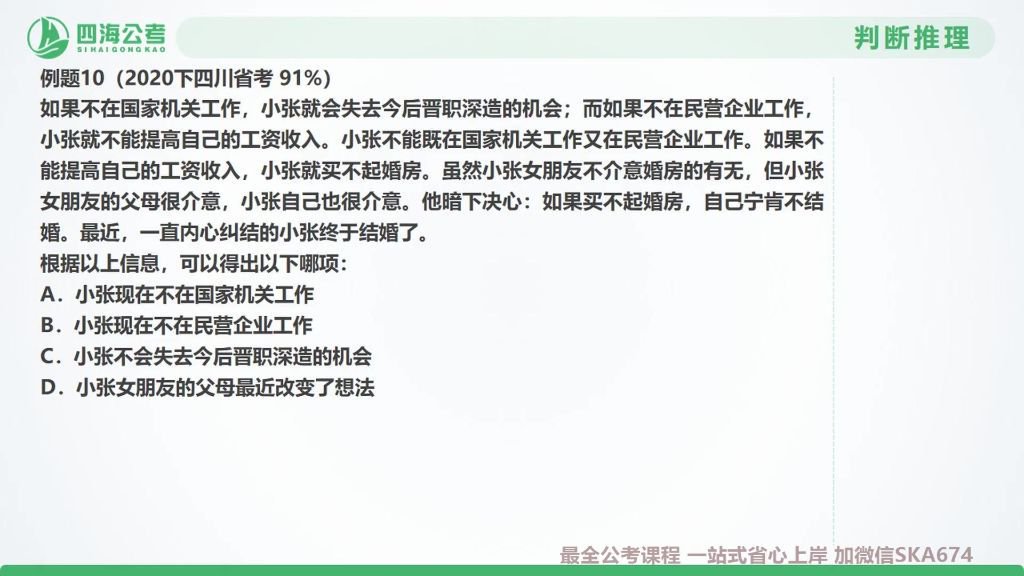 四海公考
SIHAIGONGKAO
判断推理
例题10（2020下四川省考 91%）
如果不在国家机关工作，小张就会失去今后晋职深造的机会；而如果不在民营企业工作，
小张就不能提高自己的工资收入。小张不能既在国家机关工作又在民营企业工作。如果不
能提高自己的工资收入，小张就买不起婚房。虽然小张女朋友不介意婚房的有无，但小张
女朋友的父母很介意，小张自己也很介意。他暗下决心：如果买不起婚房，自己宁肯不结
婚。最近，一直内心纠结的小张终于结婚了。
根据以上信息，可以得出以下哪项：
A．小张现在不在国家机关工作
B．小张现在不在民营企业工作
C．小张不会失去今后晋职深造的机会
D．小张女朋友的父母最近改变了想法
最全公考课程 一站式省心上岸 加微信SKA674